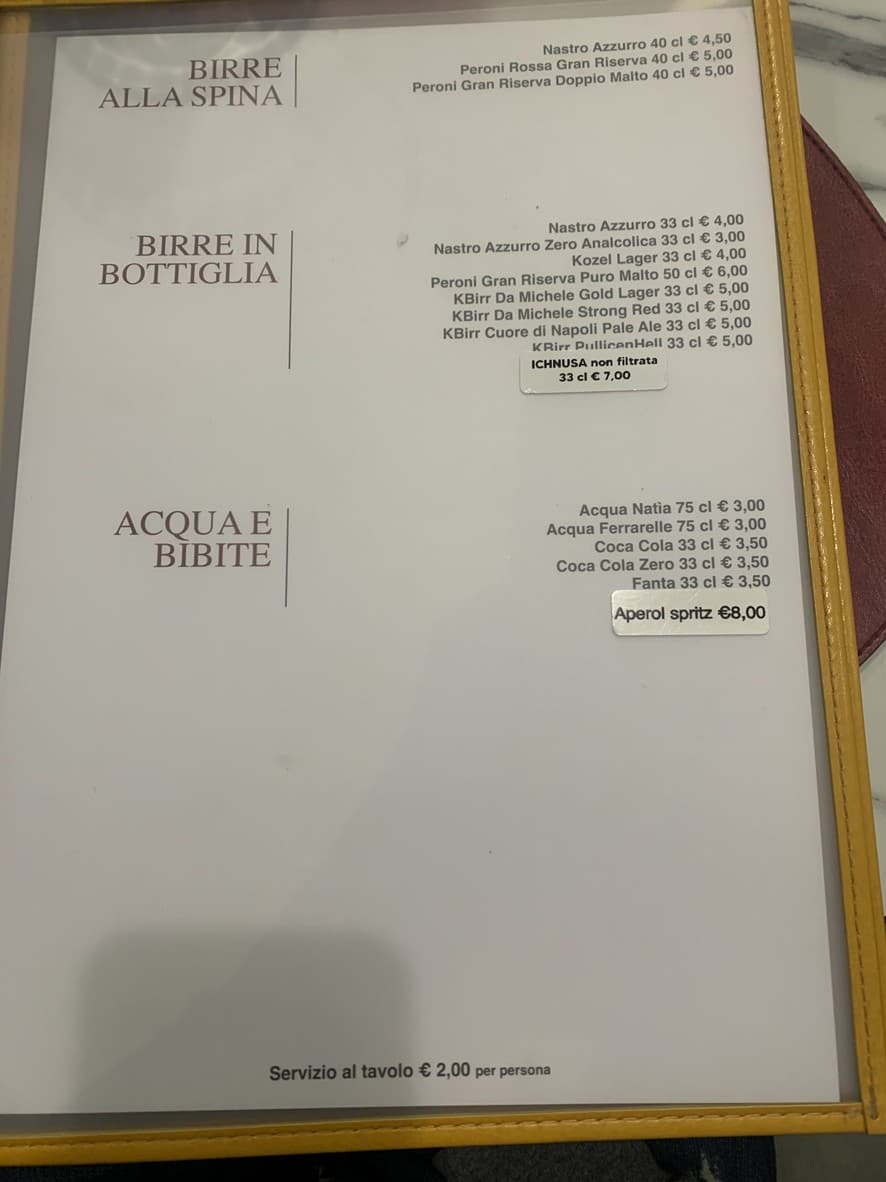 BIRRE
ALLA SPINA
Nastro Azzurro 40 cl € 4,50
Peroni Rossa Gran Riserva 40 cl € 5,00
Peroni Gran Riserva Doppio Malto 40 cl € 5,00
BIRRE IN
BOTTIGLIA
Nastro Azzurro 33 cl € 4,00
Nastro Azzurro Zero Analcolica 33 cl € 3,00
Kozel Lager 33 cl € 4,00
Peroni Gran Riserva Puro Malto 50 cl € 6,00
KBirr Da Michele Gold Lager 33 cl € 5,00
KBirr Da Michele Strong Red 33 cl € 5,00
KBirr Cuore di Napoli Pale Ale 33 cl € 5,00
KBirr PullicenHell 33 cl € 5,00
ICHNUSA non filtrata
33 cl € 7,00
ACQUA E
BIBITE
Acqua Natìa 75 cl € 3,00
Acqua Ferrarelle 75 cl € 3,00
Coca Cola 33 cl € 3,50
Coca Cola Zero 33 cl € 3,50
Fanta 33 cl € 3,50
Aperol spritz €8,00
Servizio al tavolo € 2,00 per persona